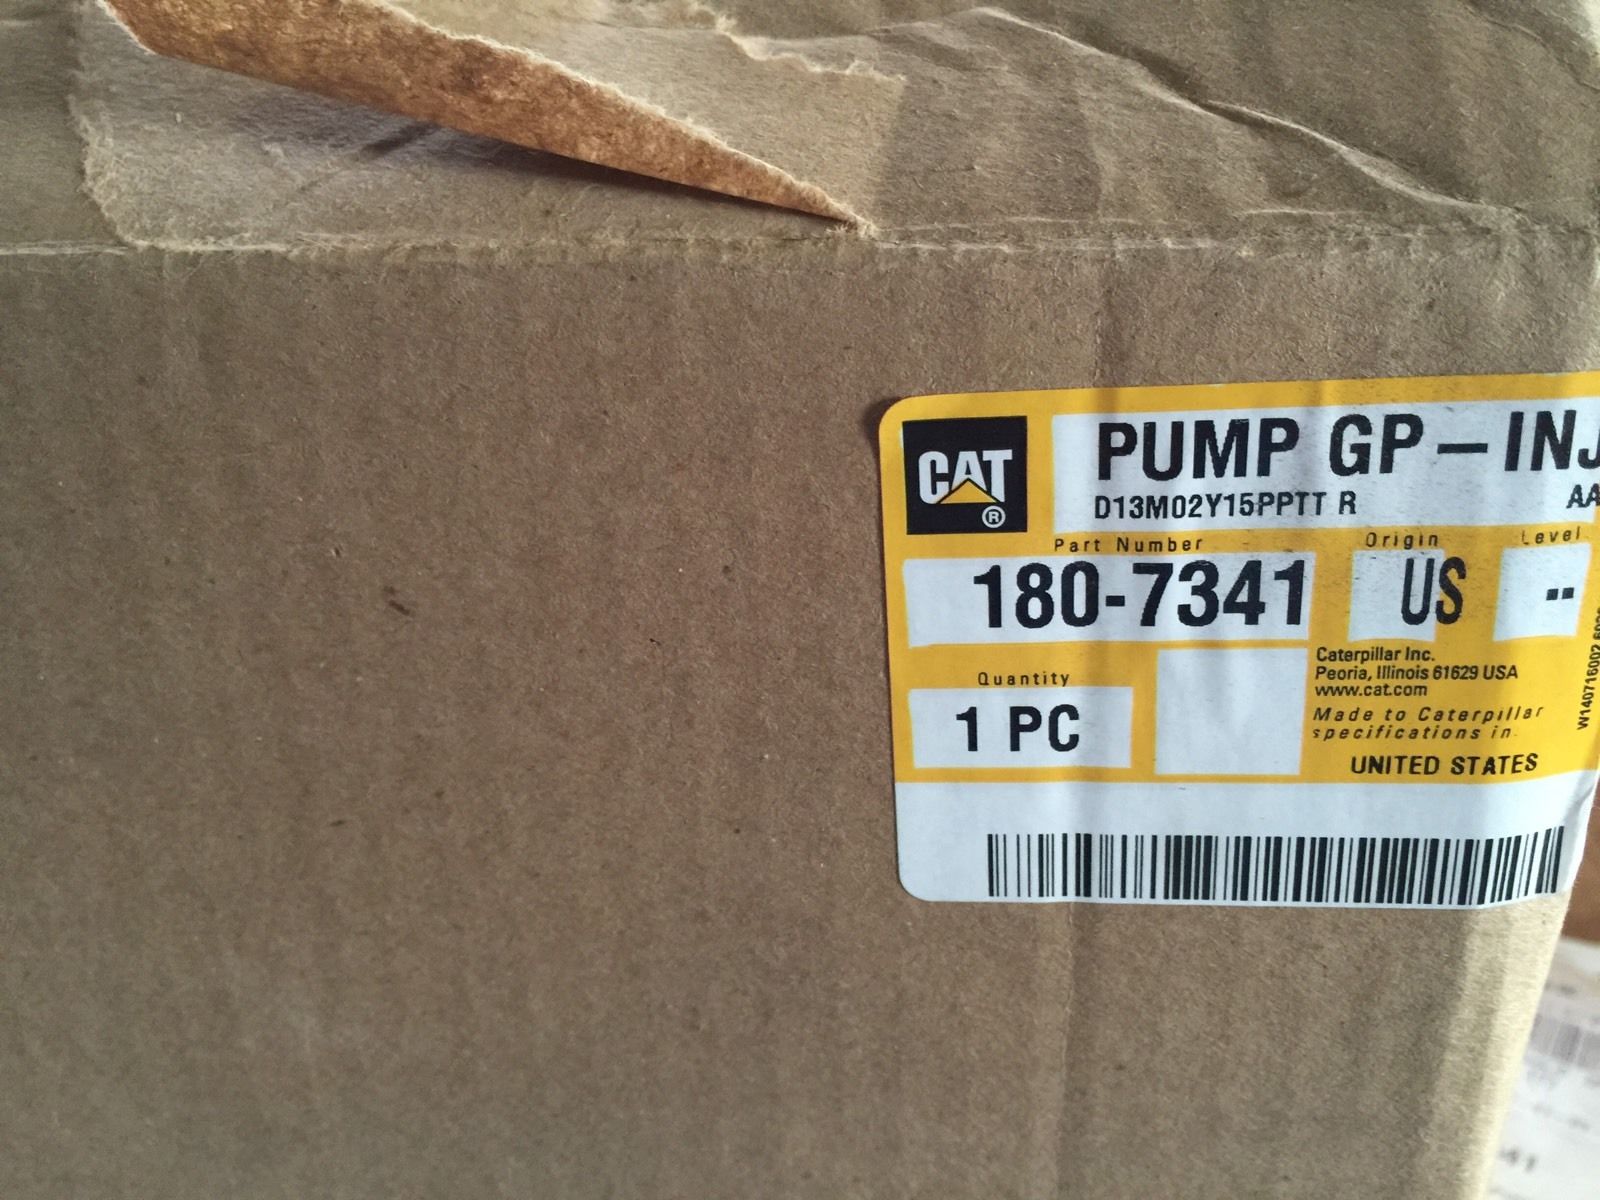 CAT
®
PUMP GP-INJ
D13M02Y15PPTT R AA
Part Number Origin Level
180-7341 US --
Caterpillar Inc.
Peoria, Illinois 61629 USA
www.cat.com
Quantity
1 PC
Made to Caterpillar
specifications in
UNITED STATES